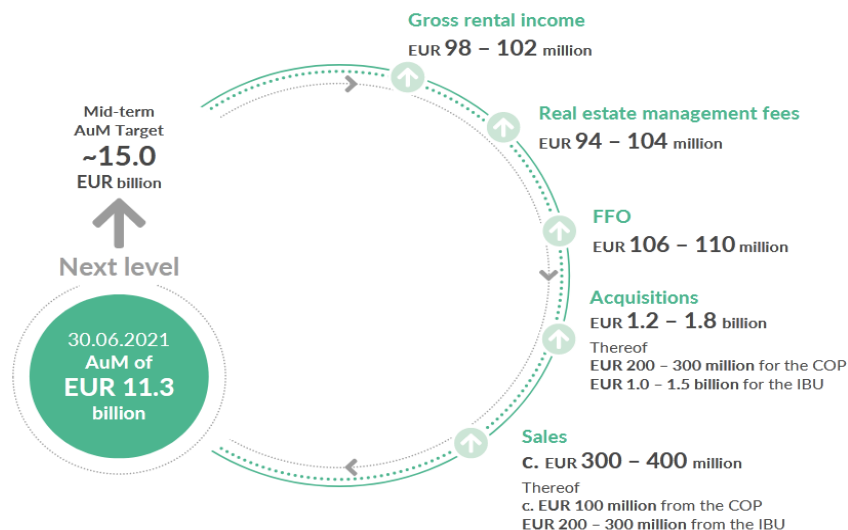 Gross rental income
EUR 98 – 102 million
Mid-term
AuM Target
~15.0
EUR billion
Real estate management fees
EUR 94 – 104 million
FFO
EUR 106 – 110 million
Next level
Acquisitions
EUR 1.2 – 1.8 billion
Thereof
EUR 200 – 300 million for the COP
EUR 1.0 – 1.5 billion for the IBU
30.06.2021
AuM of
EUR 11.3
billion
Sales
c. EUR 300 – 400 million
Thereof
c. EUR 100 million from the COP
EUR 200 – 300 million from the IBU